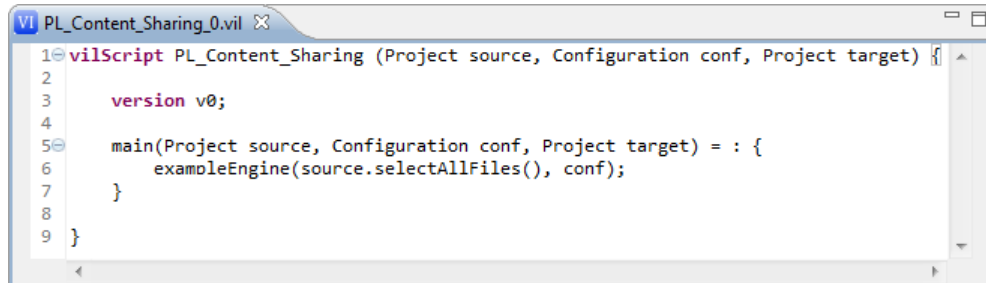 VI PL_Content_Sharing_0.vil
1 vilScript PL_Content_Sharing (Project source, Configuration conf, Project target) {
2
3 version v0;
4
5 main(Project source, Configuration conf, Project target) = : {
6 exampleEngine(source.selectAllFiles(), conf);
7 }
8
9 }